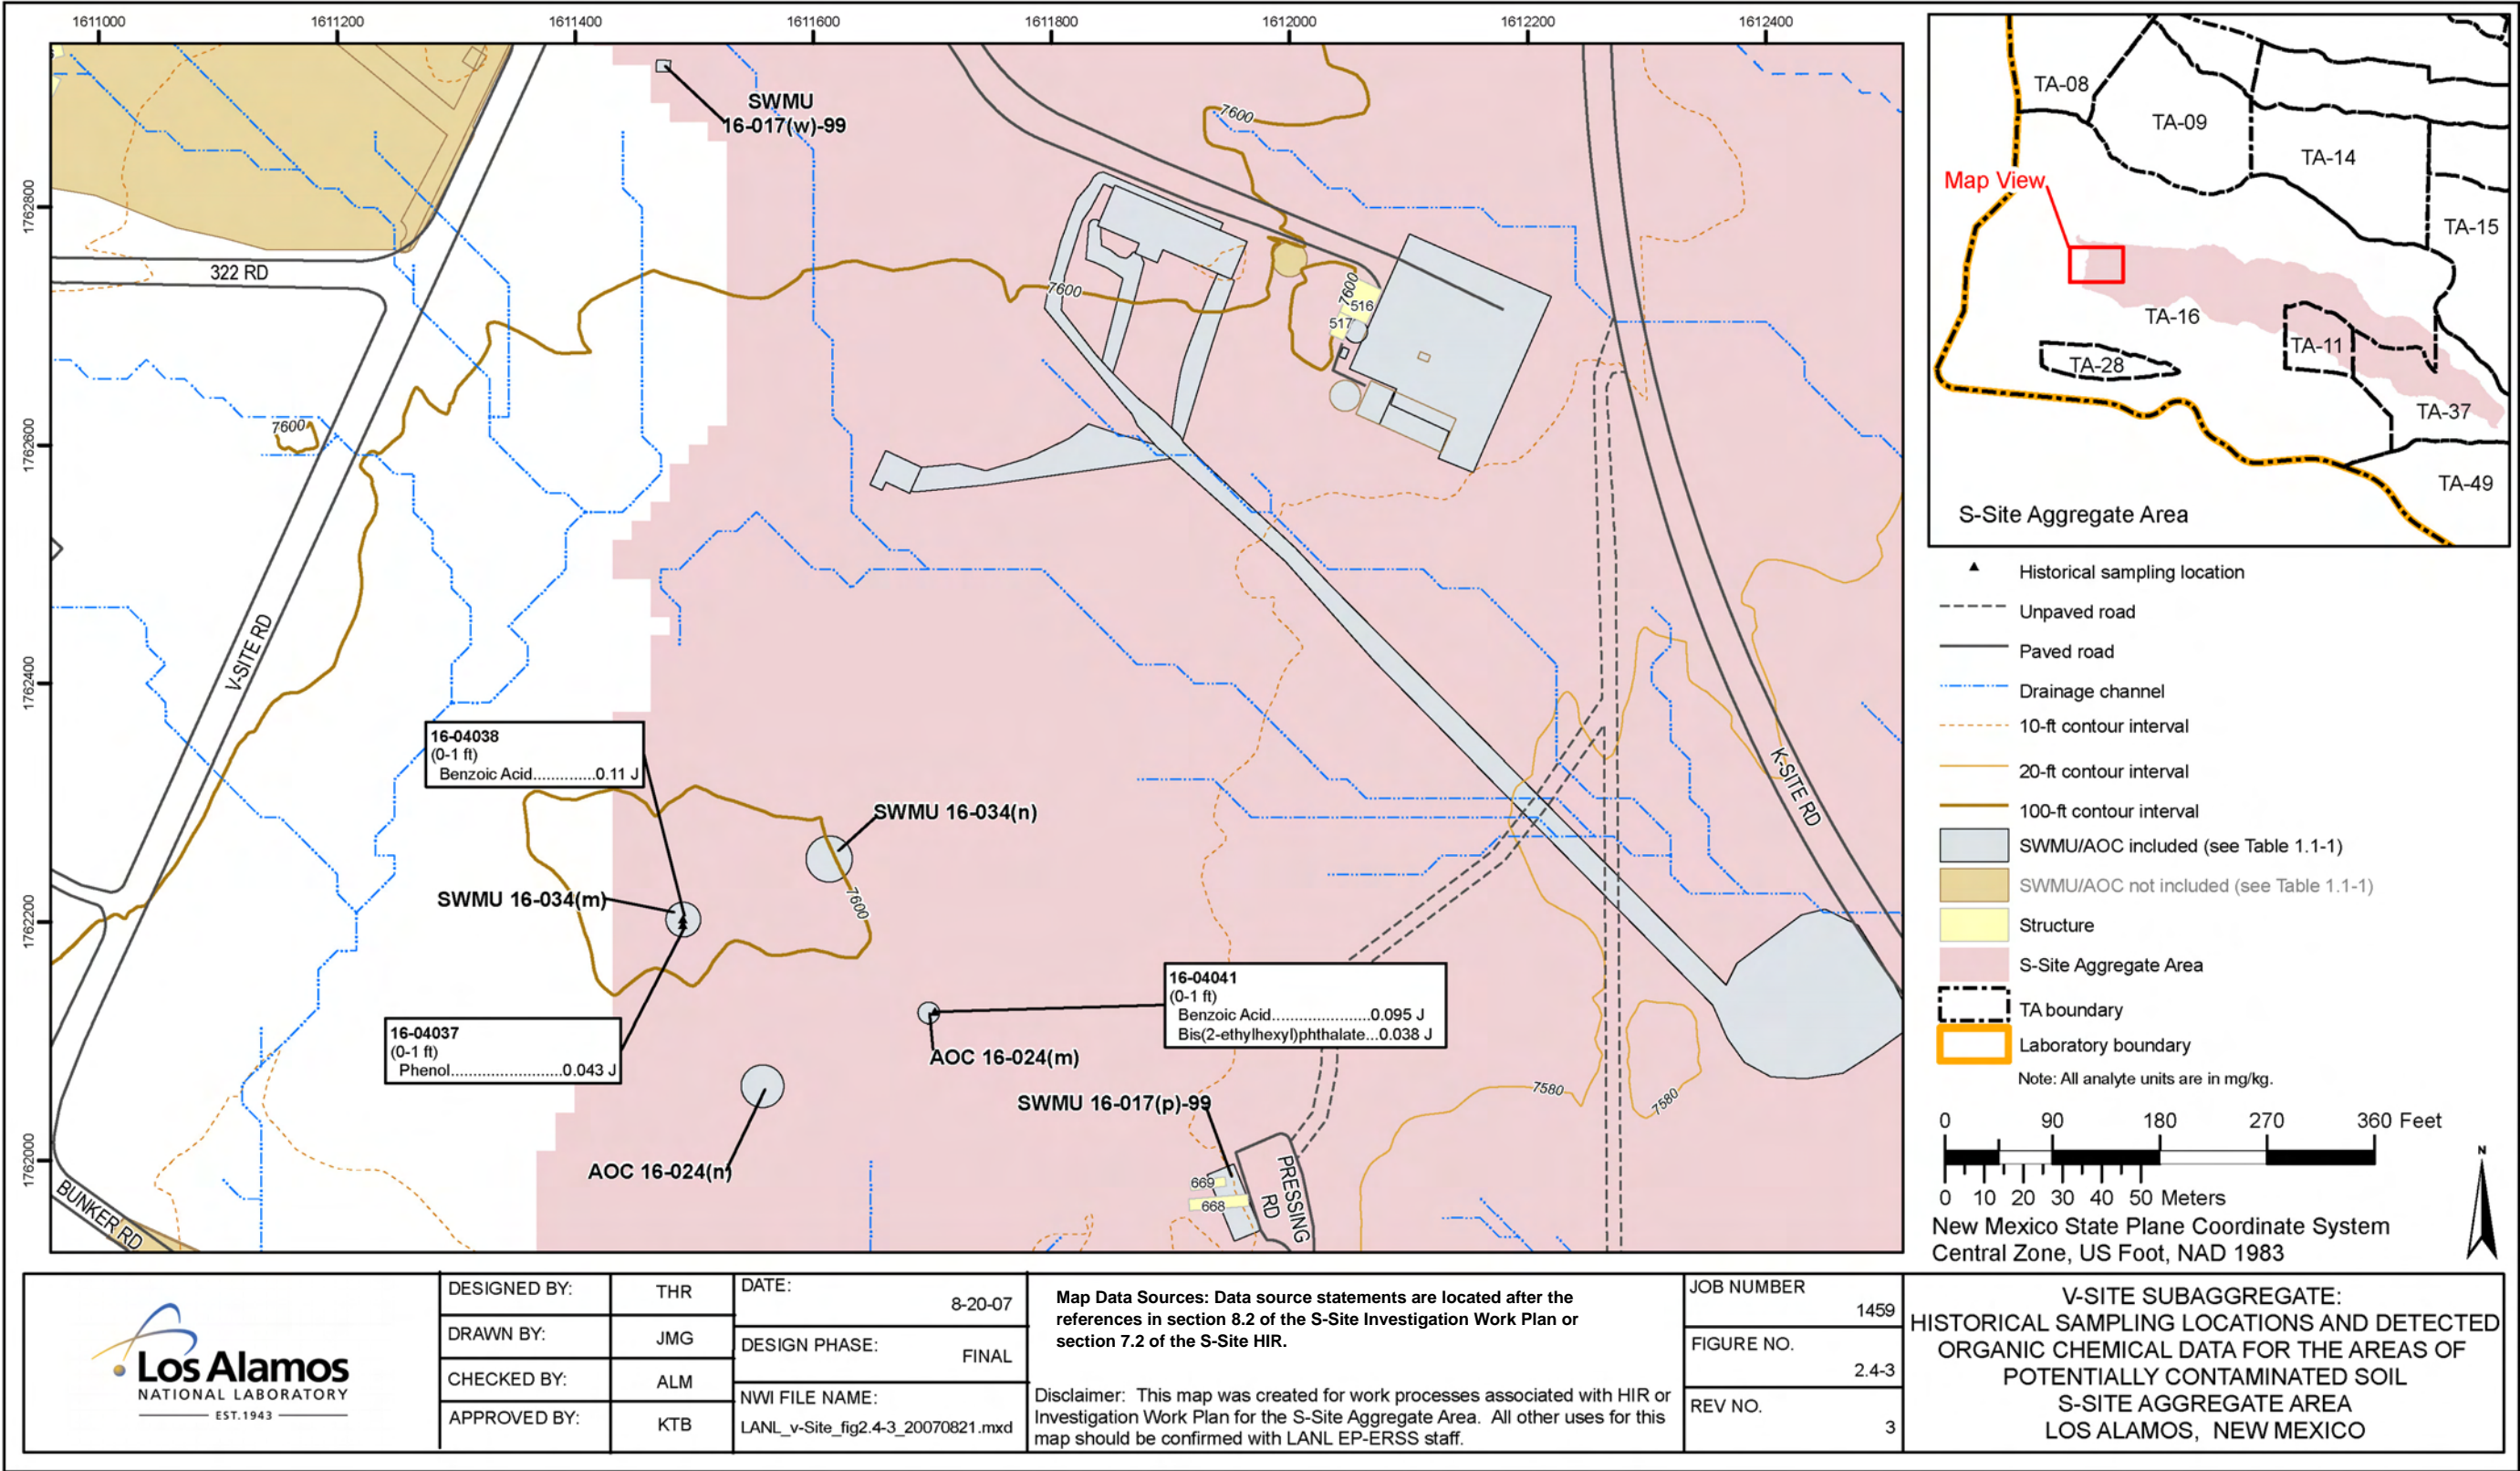 1611000
1611200
1611400
1611600
1611800
1612000
1612200
1612400
1762800
1762600
1762400
1762200
1762000
SWMU
16-017(w)-99
7600
322 RD
7600
7600
516
517
7600
V-SITE RD
K-SITE RD
16-04038
(0-1 ft)
Benzoic Acid.............0.11 J
SWMU 16-034(n)
SWMU 16-034(m)
7600
16-04041
(0-1 ft)
Benzoic Acid....................0.095 J
Bis(2-ethylhexyl)phthalate...0.038 J
16-04037
(0-1 ft)
Phenol.......................0.043 J
AOC 16-024(m)
SWMU 16-017(p)-99
7580
7580
AOC 16-024(n)
669
668
PRESSING
RD
BUNKER RD
TA-08
TA-09
TA-14
Map View
TA-15
TA-16
TA-11
TA-28
TA-37
TA-49
S-Site Aggregate Area
Historical sampling location
Unpaved road
Paved road
Drainage channel
10-ft contour interval
20-ft contour interval
100-ft contour interval
SWMU/AOC included (see Table 1.1-1)
SWMU/AOC not included (see Table 1.1-1)
Structure
S-Site Aggregate Area
TA boundary
Laboratory boundary
Note: All analyte units are in mg/kg.
0 90 180 270 360 Feet
0 10 20 30 40 50 Meters
N
New Mexico State Plane Coordinate System
Central Zone, US Foot, NAD 1983
Los Alamos
NATIONAL LABORATORY
EST.1943
DESIGNED BY: THR
DRAWN BY: JMG
CHECKED BY: ALM
APPROVED BY: KTB
DATE:
8-20-07
DESIGN PHASE:
FINAL
NWI FILE NAME:
LANL_v-Site_fig2.4-3_20070821.mxd
Map Data Sources: Data source statements are located after the
references in section 8.2 of the S-Site Investigation Work Plan or
section 7.2 of the S-Site HIR.
Disclaimer: This map was created for work processes associated with HIR or
Investigation Work Plan for the S-Site Aggregate Area. All other uses for this
map should be confirmed with LANL EP-ERSS staff.
JOB NUMBER
1459
FIGURE NO.
2.4-3
REV NO.
3
V-SITE SUBAGGREGATE:
HISTORICAL SAMPLING LOCATIONS AND DETECTED
ORGANIC CHEMICAL DATA FOR THE AREAS OF
POTENTIALLY CONTAMINATED SOIL
S-SITE AGGREGATE AREA
LOS ALAMOS, NEW MEXICO